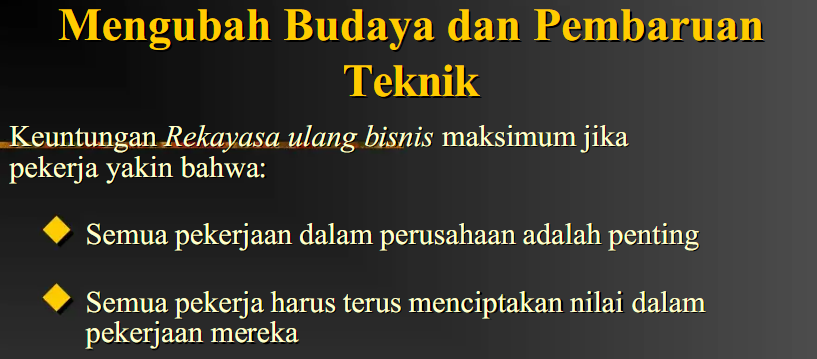 Mengubah Budaya dan Pembaruan
Teknik
Keuntungan Rekayasa ulang bisnis maksimum jika
pekerja yakin bahwa:
Semua pekerjaan dalam perusahaan adalah penting
Semua pekerja harus terus menciptakan nilai dalam
pekerjaan mereka